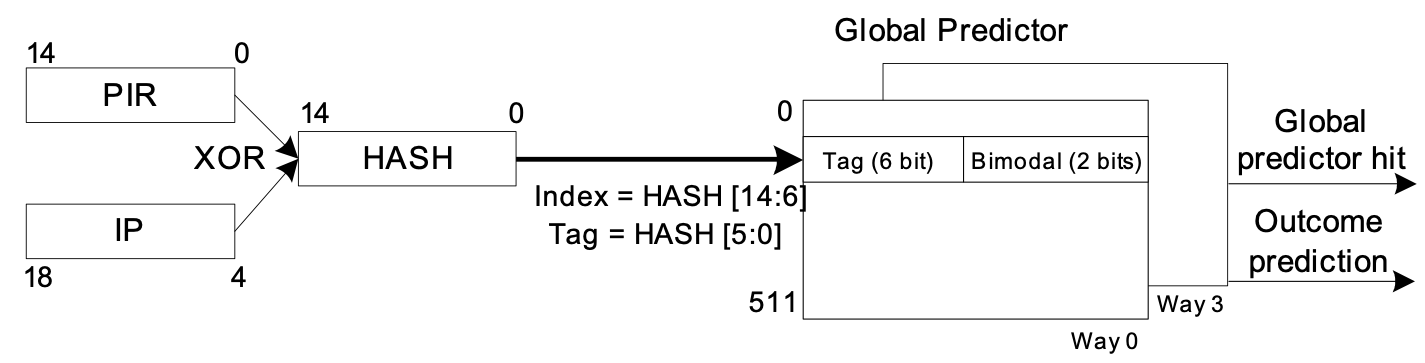 Global Predictor
14 0
PIR
14 0
XOR
HASH
IP
18 4
Index = HASH [14:6]
Tag = HASH [5:0]
0
Tag (6 bit) Bimodal (2 bits)
511
Way 0
Way 3
Global
predictor hit
Outcome
prediction